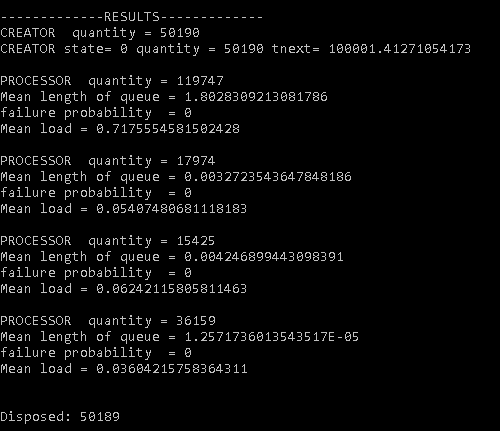 -------------RESULTS-------------
CREATOR  quantity = 50190
CREATOR state= 0 quantity = 50190 tnext= 100001.41271054173
PROCESSOR  quantity = 119747
Mean length of queue = 1.8028309213081786
failure probability  = 0
Mean load = 0.7175554581502428
PROCESSOR  quantity = 17974
Mean length of queue = 0.0032723543647848186
failure probability  = 0
Mean load = 0.05407480681118183
PROCESSOR  quantity = 15425
Mean length of queue = 0.004246899443098391
failure probability  = 0
Mean load = 0.06242115805811463
PROCESSOR  quantity = 36159
Mean length of queue = 1.2571736013543517E-05
failure probability  = 0
Mean load = 0.03604215758364311
Disposed: 50189